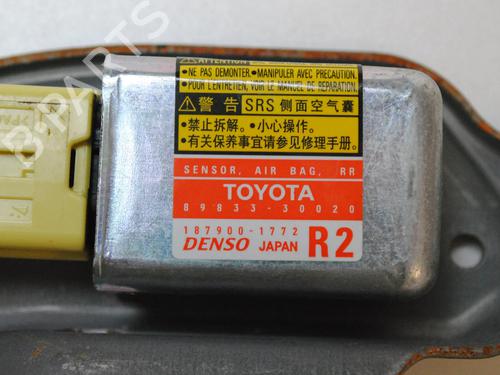 • NE PAS DEMONTER. • MANIPULER AVEC PRECAUTION.
• POUR L'ENTRETIEN, VOIR LE MANUEL DE REPARATION.
⚠警 告 SRS 侧面空气囊
• 禁止拆解。• 小心操作。
• 有关保养事宜请参见修理手册。
SENSOR, AIR BAG, RR
TOYOTA
89833-30020
187900-1772
DENSO JAPAN R2
B-PARTS